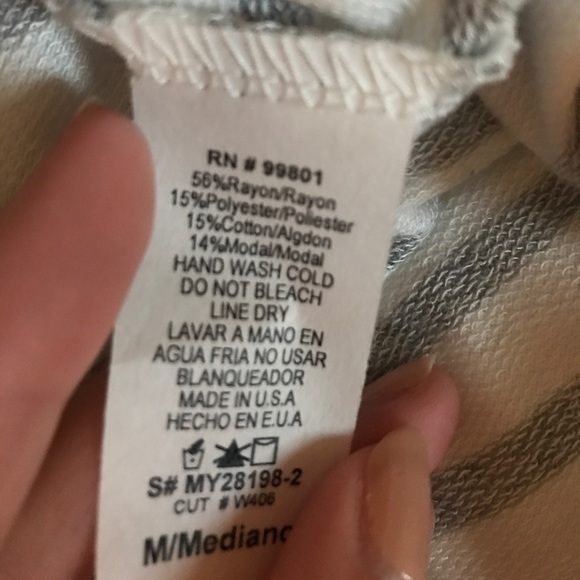 RN # 99801
56%Rayon/Rayon
15%Polyester/Poliester
15%Cotton/Algdon
14%Modal/Modal
HAND WASH COLD
DO NOT BLEACH
LINE DRY
LAVAR A MANO EN
AGUA FRIA NO USAR
BLANQUEADOR
MADE IN U.S.A
HECHO EN E.U.A
S# MY28198-2
CUT # W406
M/Median